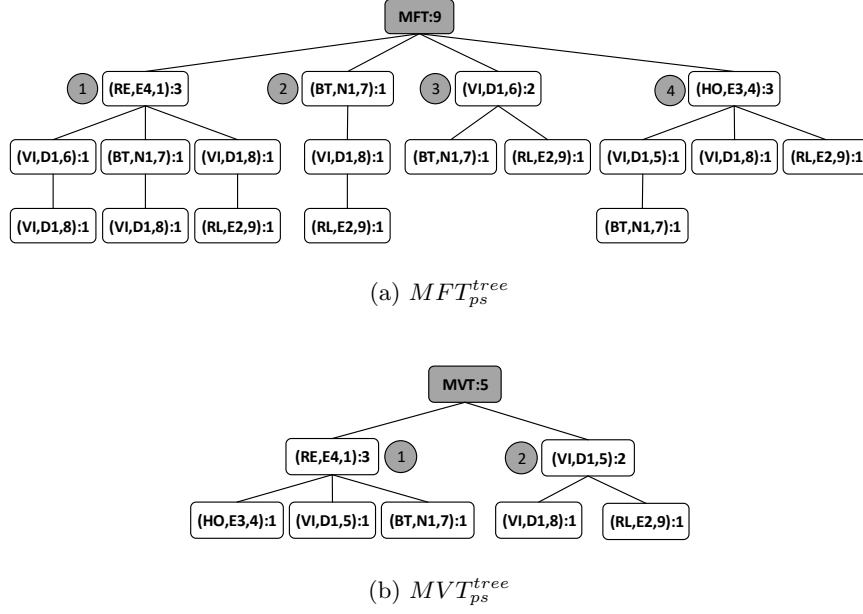 MFT:9
1 (RE,E4,1):3 2 (BT,N1,7):1 3 (VI,D1,6):2 4 (HO,E3,4):3
(VI,D1,6):1 (BT,N1,7):1 (VI,D1,8):1 (VI,D1,8):1 (BT,N1,7):1 (RL,E2,9):1 (VI,D1,5):1 (VI,D1,8):1 (RL,E2,9):1
(VI,D1,8):1 (VI,D1,8):1 (RL,E2,9):1 (RL,E2,9):1 (BT,N1,7):1
(a) MFT_{ps}^{tree}
MVT:5
(RE,E4,1):3 1 2 (VI,D1,5):2
(HO,E3,4):1 (VI,D1,5):1 (BT,N1,7):1 (VI,D1,8):1 (RL,E2,9):1
(b) MVT_{ps}^{tree}